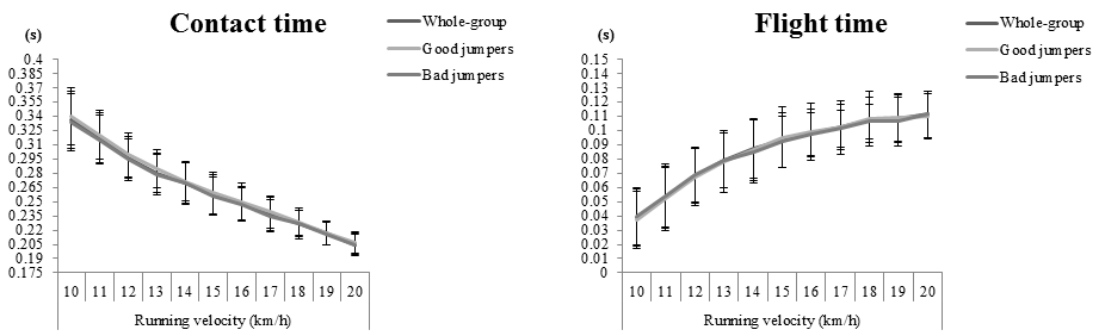 Contact time
(s)
Whole-group
Good jumpers
Bad jumpers
0.4
0.385
0.37
0.355
0.34
0.325
0.31
0.295
0.28
0.265
0.25
0.235
0.22
0.205
0.19
0.175
10 11 12 13 14 15 16 17 18 19 20
Running velocity (km/h)
Flight time
(s)
Whole-group
Good jumpers
Bad jumpers
0.15
0.14
0.13
0.12
0.11
0.1
0.09
0.08
0.07
0.06
0.05
0.04
0.03
0.02
0.01
0
10 11 12 13 14 15 16 17 18 19 20
Running velocity (km/h)